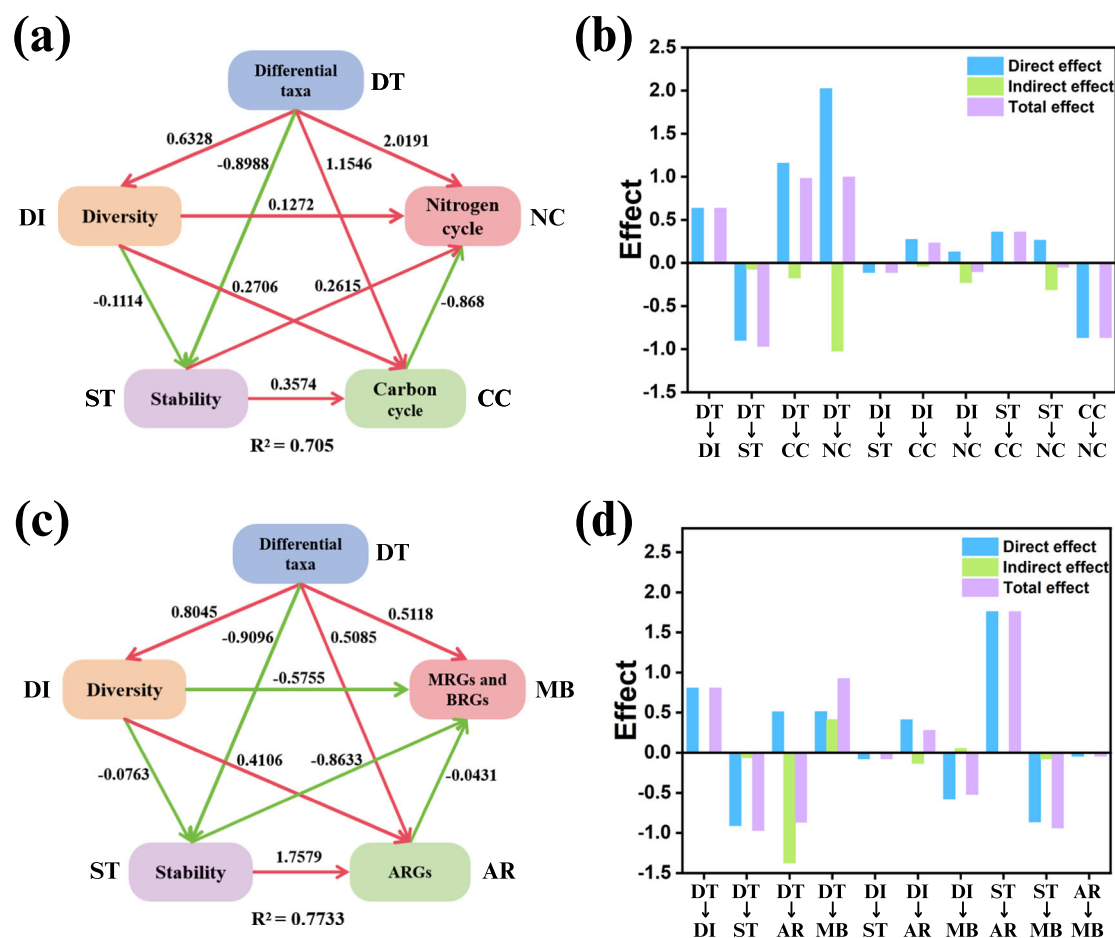 (a)
Differential
taxa
DT
0.6328
-0.8988
1.1546
2.0191
DI
Diversity
0.1272
Nitrogen
cycle
NC
-0.1114
0.2706
0.2615
-0.868
ST
Stability
0.3574
Carbon
cycle
CC
R² = 0.705
(b)
Effect
2.5
2.0
1.5
1.0
0.5
0.0
-0.5
-1.0
-1.5
Direct effect
Indirect effect
Total effect
DT DT DT DT DI DI DI ST ST CC
↓ ↓ ↓ ↓ ↓ ↓ ↓ ↓ ↓ ↓
DI ST CC NC ST CC NC CC NC NC
(c)
Differential
taxa
DT
0.8045
-0.9096
0.5085
0.5118
DI
Diversity
-0.5755
MRGs and
BRGs
MB
-0.0763
0.4106
-0.8633
-0.0431
ST
Stability
1.7579
ARGs
AR
R² = 0.7733
(d)
Effect
2.5
2.0
1.5
1.0
0.5
0.0
-0.5
-1.0
-1.5
Direct effect
Indirect effect
Total effect
DT DT DT DT DI DI DI ST ST AR
↓ ↓ ↓ ↓ ↓ ↓ ↓ ↓ ↓ ↓
DI ST AR MB ST AR MB AR MB MB